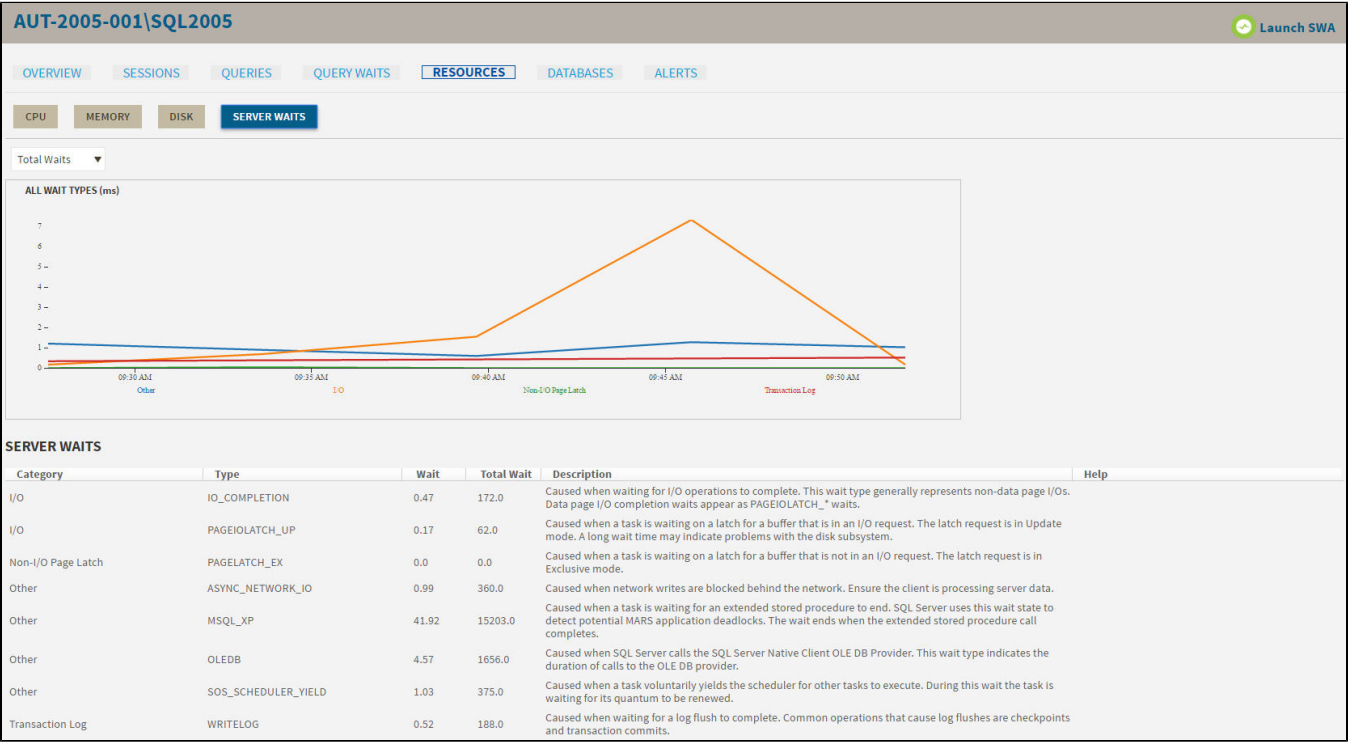 AUT-2005-001\SQL2005
Launch SWA
OVERVIEW SESSIONS QUERIES QUERY WAITS RESOURCES DATABASES ALERTS
CPU MEMORY DISK SERVER WAITS
Total Waits
ALL WAIT TYPES (ms)
7
6
5
4
3
2
1
0
09:30 AM 09:35 AM 09:40 AM 09:45 AM 09:50 AM
Other I/O Non-I/O Page Latch Transaction Log
SERVER WAITS
Category Type Wait Total Wait Description Help
I/O IO_COMPLETION 0.47 172.0 Caused when waiting for I/O operations to complete. This wait type generally represents non-data page I/Os.
Data page I/O completion waits appear as PAGEIOLATCH_* waits.
I/O PAGEIOLATCH_UP 0.17 62.0 Caused when a task is waiting on a latch for a buffer that is in an I/O request. The latch request is in Update
mode. A long wait time may indicate problems with the disk subsystem.
Non-I/O Page Latch PAGELATCH_EX 0.0 0.0 Caused when a task is waiting on a latch for a buffer that is not in an I/O request. The latch request is in
Exclusive mode.
Other ASYNC_NETWORK_IO 0.99 360.0 Caused when network writes are blocked behind the network. Ensure the client is processing server data.
Other MSQL_XP 41.92 15203.0 Caused when a task is waiting for an extended stored procedure to end. SQL Server uses this wait state to
detect potential MARS application deadlocks. The wait ends when the extended stored procedure call
completes.
Other OLEDB 4.57 1656.0 Caused when SQL Server calls the SQL Server Native Client OLE DB Provider. This wait type indicates the
duration of calls to the OLE DB provider.
Other SOS_SCHEDULER_YIELD 1.03 375.0 Caused when a task voluntarily yields the scheduler for other tasks to execute. During this wait the task is
waiting for its quantum to be renewed.
Transaction Log WRITELOG 0.52 188.0 Caused when waiting for a log flush to complete. Common operations that cause log flushes are checkpoints
and transaction commits.